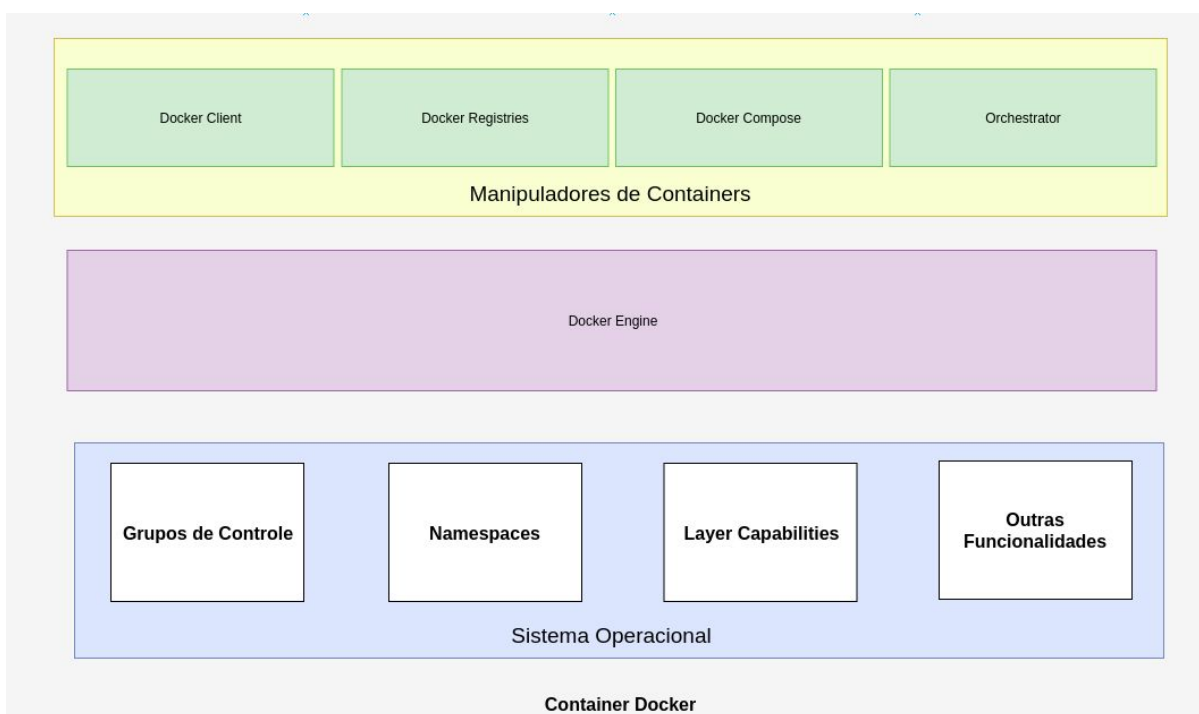 Docker Client
Docker Registries
Docker Compose
Orchestrator
Manipuladores de Containers
Docker Engine
Grupos de Controle
Namespaces
Layer Capabilities
Outras
Funcionalidades
Sistema Operacional
Container Docker